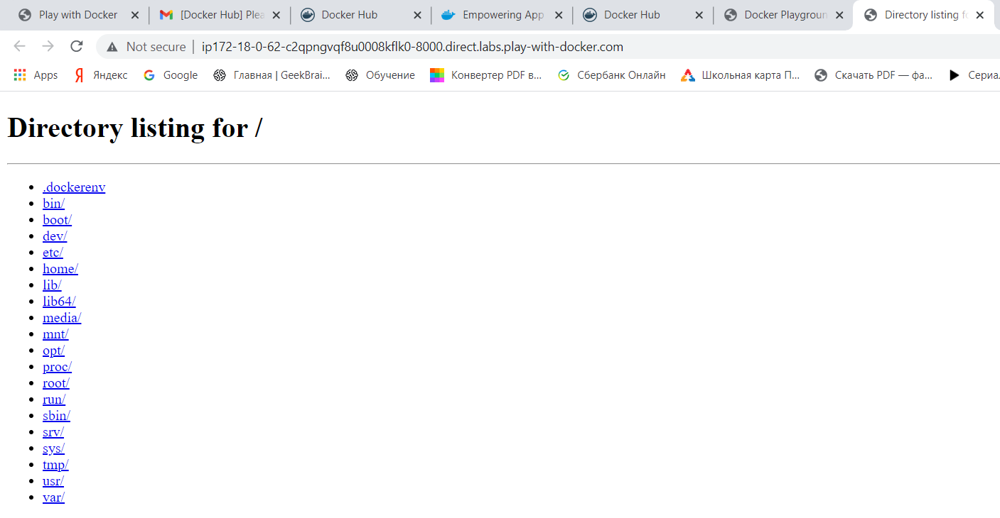 Play with Docker
[Docker Hub] Plea
Docker Hub
Empowering App
Docker Hub
Docker Playgroun
Directory listing fo
Not secure | ip172-18-0-62-c2qpngvqf8u0008kflk0-8000.direct.labs.play-with-docker.com
Apps
Яндекс
Google
Главная | GeekBrai...
Обучение
Конвертер PDF в...
Сбербанк Онлайн
Школьная карта П...
Скачать PDF — фа...
Сериал
Directory listing for /
.dockerenv
bin/
boot/
dev/
etc/
home/
lib/
lib64/
media/
mnt/
opt/
proc/
root/
run/
sbin/
srv/
sys/
tmp/
usr/
var/